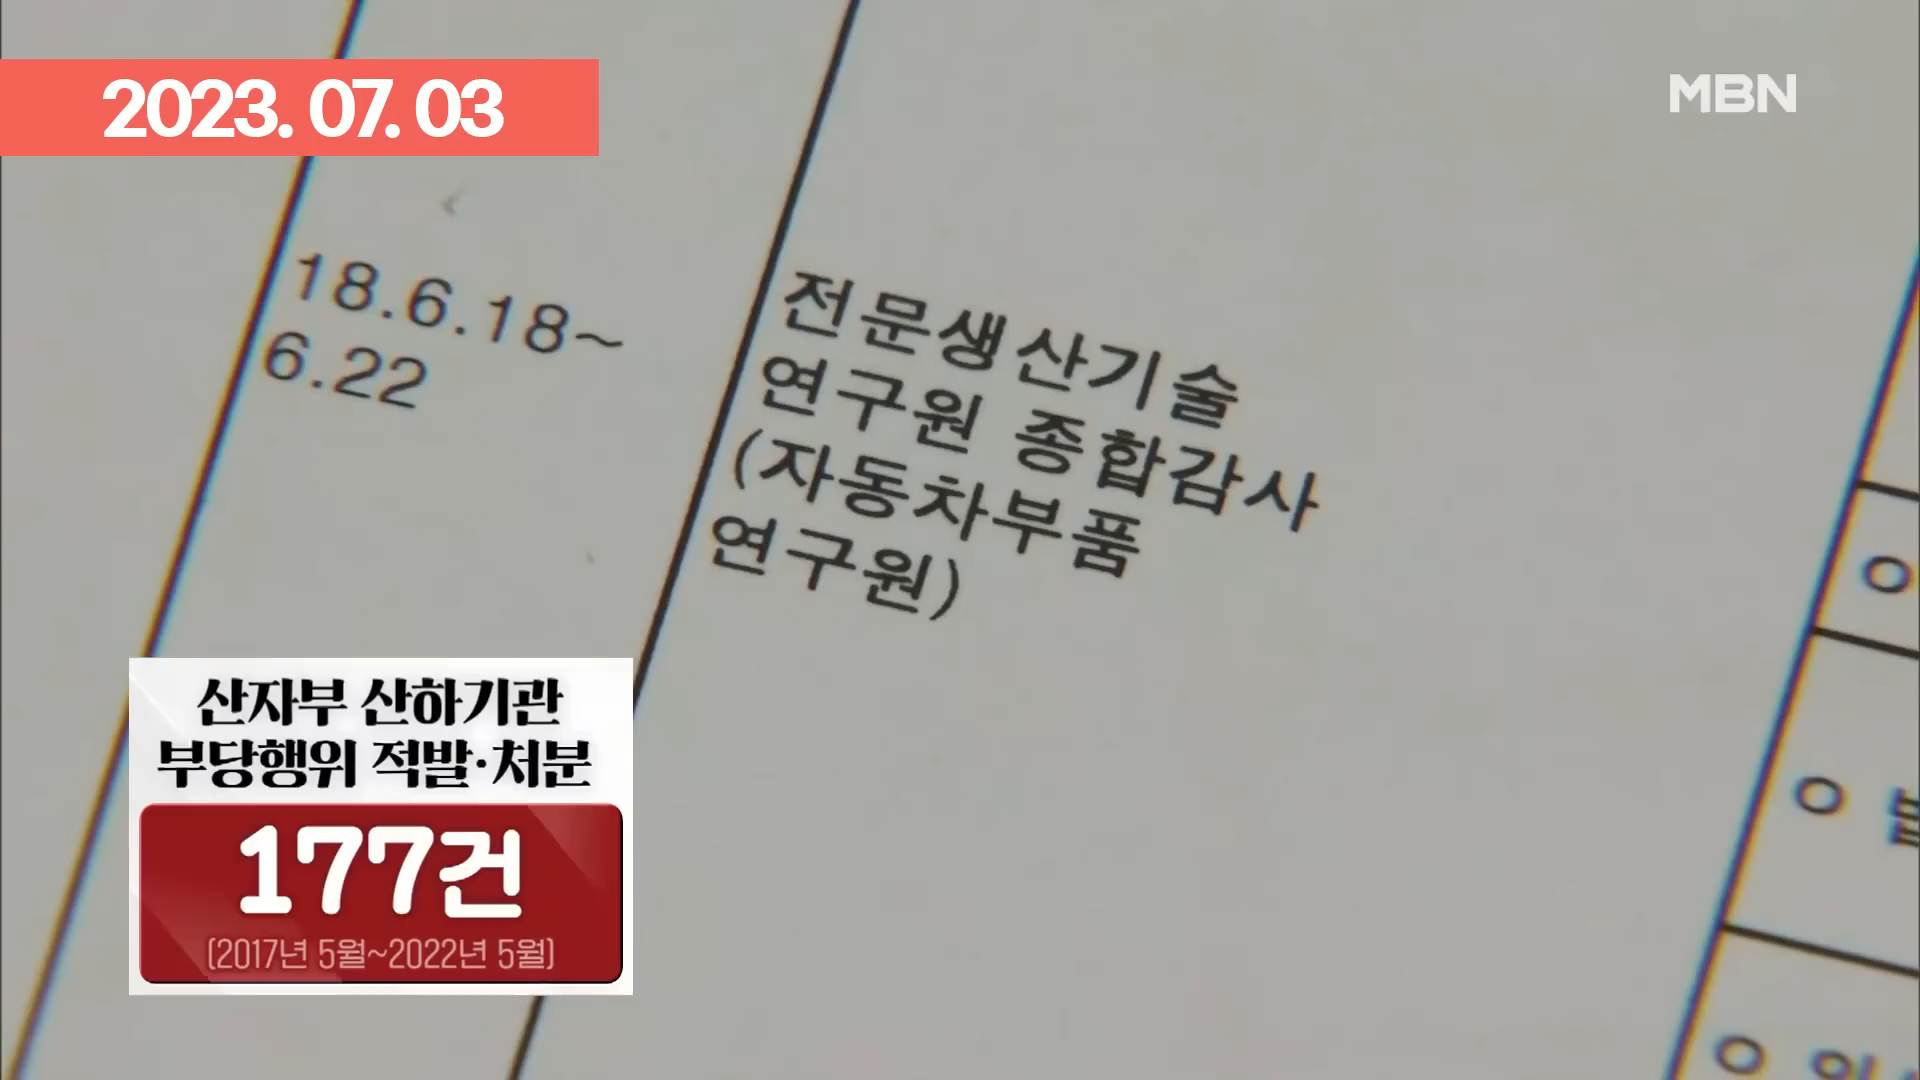 2023. 07. 03
MBN
18.6.18~
6.22
전문생산기술
연구원 종합감사
(자동차부품
연구원)
산자부 산하기관
부당행위 적발·처분
177건
(2017년 5월~2022년 5월)